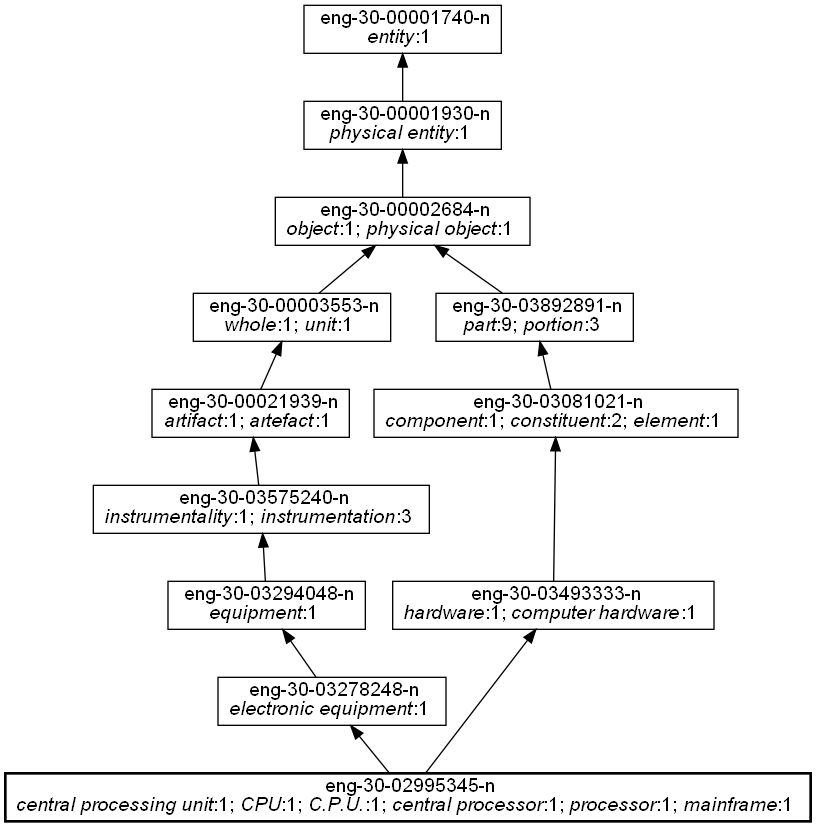 eng-30-00001740-n
entity:1
eng-30-00001930-n
physical entity:1
eng-30-00002684-n
object:1; physical object:1
eng-30-00003553-n
whole:1; unit:1
eng-30-03892891-n
part:9; portion:3
eng-30-00021939-n
artifact:1; artefact:1
eng-30-03081021-n
component:1; constituent:2; element:1
eng-30-03575240-n
instrumentality:1; instrumentation:3
eng-30-03294048-n
equipment:1
eng-30-03493333-n
hardware:1; computer hardware:1
eng-30-03278248-n
electronic equipment:1
eng-30-02995345-n
central processing unit:1; CPU:1; C.P.U.:1; central processor:1; processor:1; mainframe:1